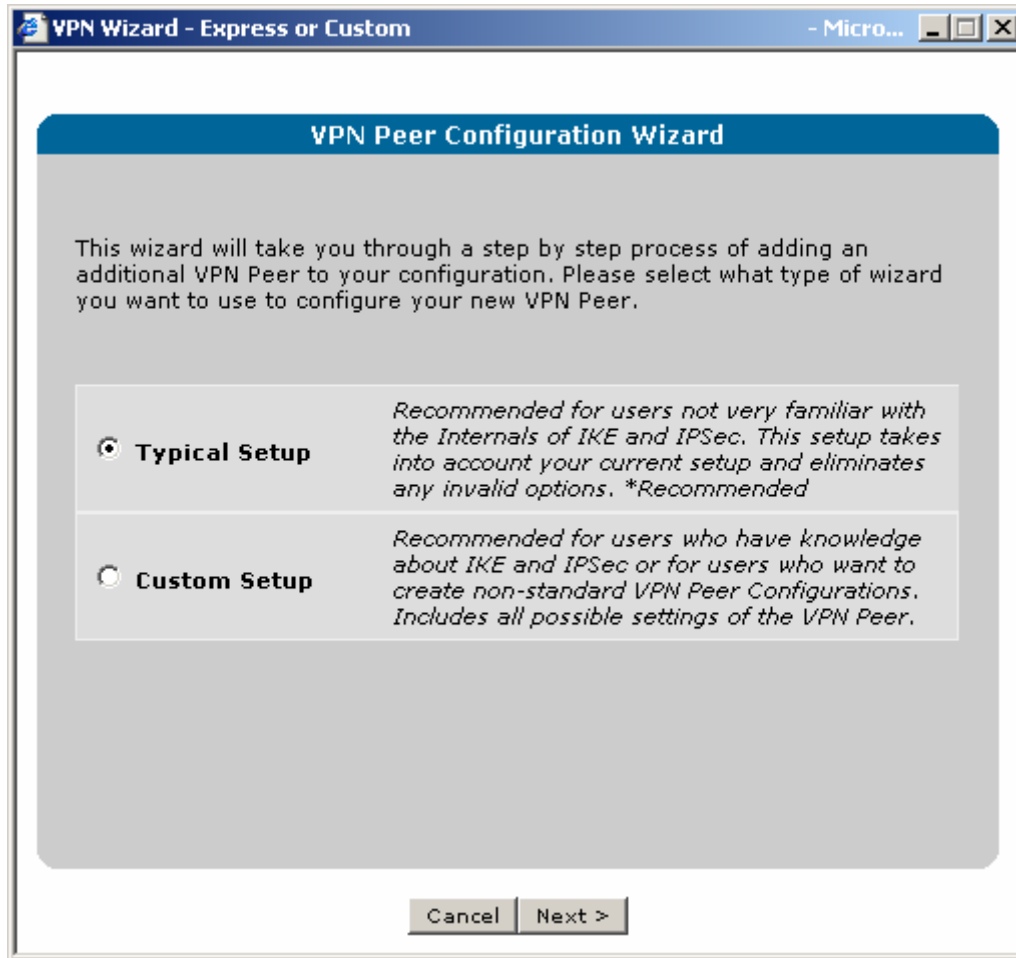 VPN Wizard - Express or Custom - Micro...
VPN Peer Configuration Wizard
This wizard will take you through a step by step process of adding an
additional VPN Peer to your configuration. Please select what type of wizard
you want to use to configure your new VPN Peer.
Typical Setup
Recommended for users not very familiar with
the Internals of IKE and IPSec. This setup takes
into account your current setup and eliminates
any invalid options. *Recommended
Custom Setup
Recommended for users who have knowledge
about IKE and IPSec or for users who want to
create non-standard VPN Peer Configurations.
Includes all possible settings of the VPN Peer.
Cancel Next >